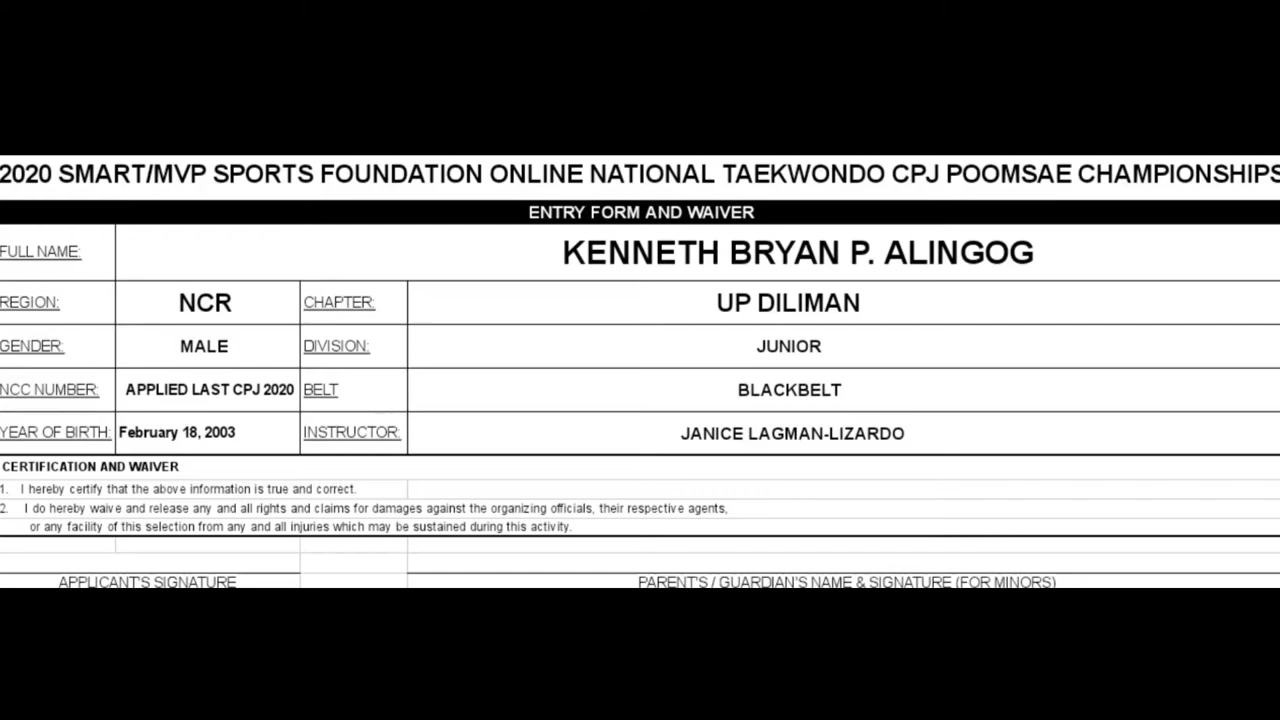 2020 SMART/MVP SPORTS FOUNDATION ONLINE NATIONAL TAEKWONDO CPJ POOMSAE CHAMPIONSHIPS
ENTRY FORM AND WAIVER
FULL NAME: KENNETH BRYAN P. ALINGOG
REGION: NCR CHAPTER: UP DILIMAN
GENDER: MALE DIVISION: JUNIOR
NCC NUMBER: APPLIED LAST CPJ 2020 BELT BLACKBELT
YEAR OF BIRTH: February 18, 2003 INSTRUCTOR: JANICE LAGMAN-LIZARDO
CERTIFICATION AND WAIVER
1. I hereby certify that the above information is true and correct.
2. I do hereby waive and release any and all rights and claims for damages against the organizing officials, their respective agents,
or any facility of this selection from any and all injuries which may be sustained during this activity.
APPLICANT'S SIGNATURE PARENT'S / GUARDIAN'S NAME & SIGNATURE (FOR MINORS)